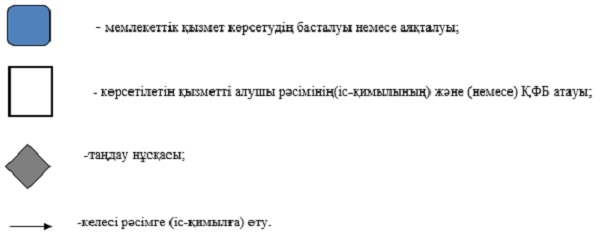 - мемлекеттік қызмет көрсетудің басталуы немесе аяқталуы;
- көрсетілетін қызметті алушы рәсімінің(іс-қимылының) және (немесе) ҚФБ атауы;
-таңдау нұсқасы;
-келесі рәсімге (іс-қимылға) өту.